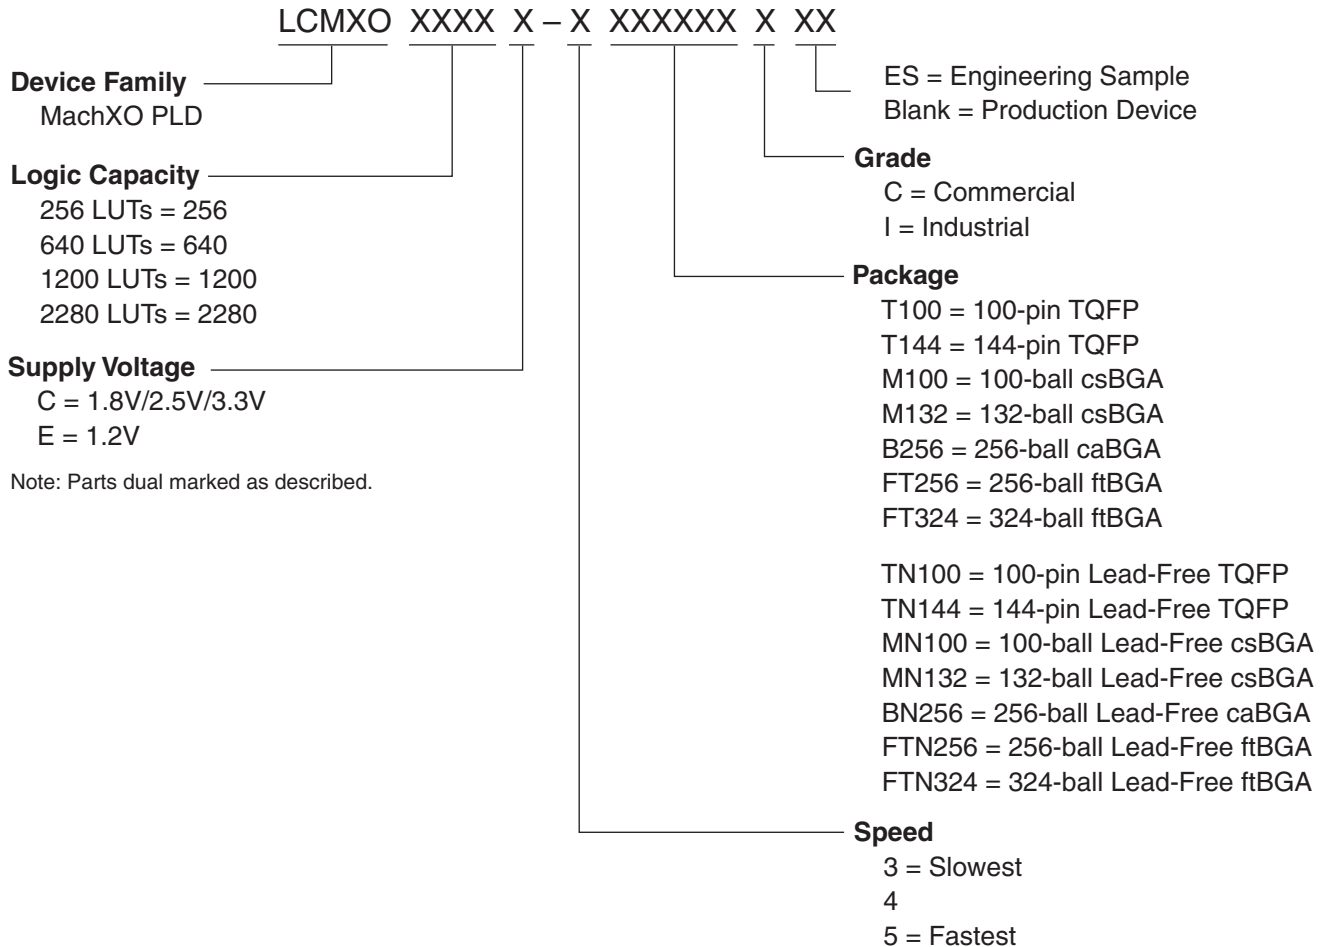 LCMXO XXXX X – X XXXXXX X XX
Device Family
MachXO PLD
Logic Capacity
256 LUTs = 256
640 LUTs = 640
1200 LUTs = 1200
2280 LUTs = 2280
Supply Voltage
C = 1.8V/2.5V/3.3V
E = 1.2V
Note: Parts dual marked as described.
ES = Engineering Sample
Blank = Production Device
Grade
C = Commercial
I = Industrial
Package
T100 = 100-pin TQFP
T144 = 144-pin TQFP
M100 = 100-ball csBGA
M132 = 132-ball csBGA
B256 = 256-ball caBGA
FT256 = 256-ball ftBGA
FT324 = 324-ball ftBGA
TN100 = 100-pin Lead-Free TQFP
TN144 = 144-pin Lead-Free TQFP
MN100 = 100-ball Lead-Free csBGA
MN132 = 132-ball Lead-Free csBGA
BN256 = 256-ball Lead-Free caBGA
FTN256 = 256-ball Lead-Free ftBGA
FTN324 = 324-ball Lead-Free ftBGA
Speed
3 = Slowest
4
5 = Fastest